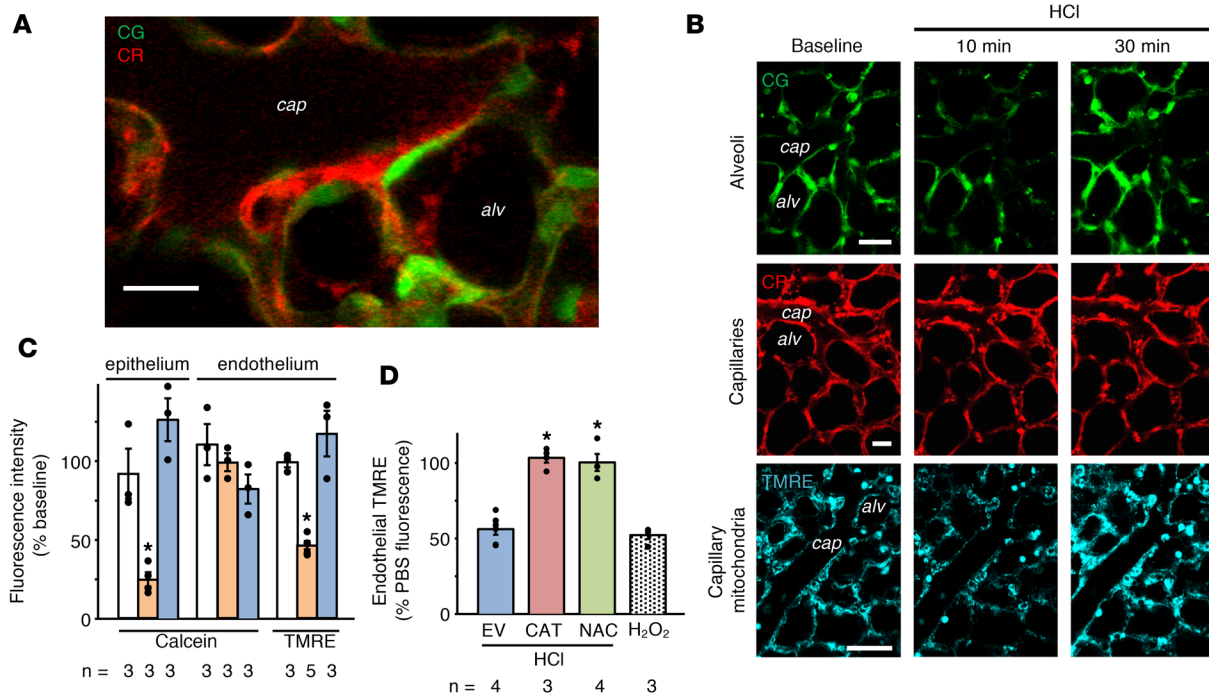 A
CG
CR
cap
alv
B
HCl
Baseline
10 min
30 min
Alveoli
CG
cap
alv
Capillaries
CR
cap
alv
Capillary
mitochondria
TMRE
alv
cap
C
epithelium
endothelium
Fluorescence intensity
(% baseline)
100
50
0
*
*
Calcein
TMRE
n = 3 3 3 3 3 3 3 5 3
D
Endothelial TMRE
(% PBS fluorescence)
100
50
0
*
*
EV CAT NAC H₂O₂
HCl
n = 4 3 4 3